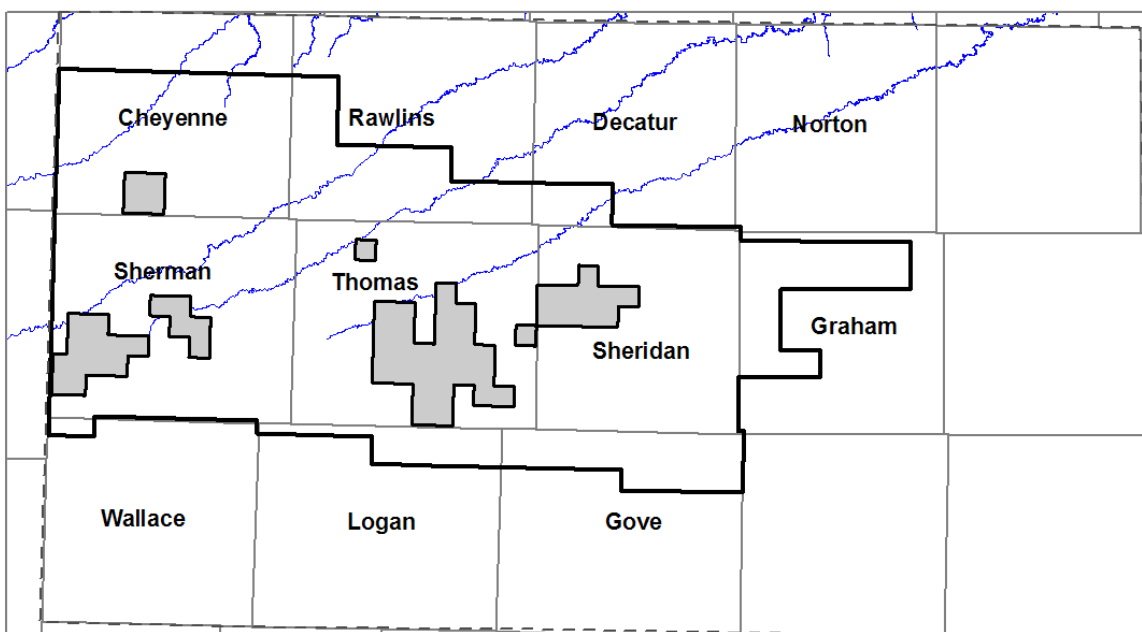 Cheyenne
Rawlins
Decatur
Norton
Sherman
Thomas
Graham
Sheridan
Wallace
Logan
Gove